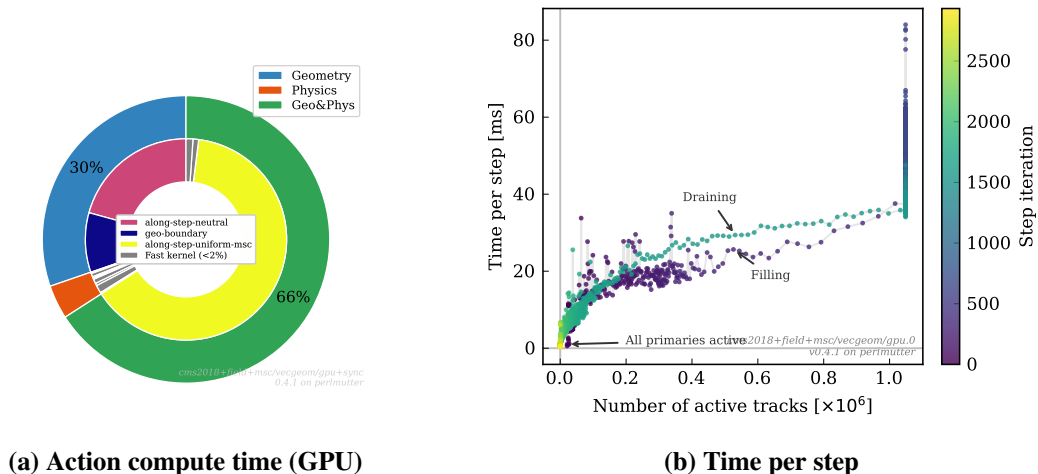 Geometry
Physics
Geo&Phys
30%
along-step-neutral
geo-boundary
along-step-uniform-msc
Fast kernel (<2%)
66%
cms2018+field+msc/vecgeom/gpu+sync
0.4.1 on perlmutter
(a) Action compute time (GPU)
Time per step [ms]
80
60
40
20
0
Draining
Filling
All primaries active
cms2018+field+msc/vecgeom/gpu.0
v0.4.1 on perlmutter
0.0 0.2 0.4 0.6 0.8 1.0
Number of active tracks [×10⁶]
2500
2000
1500
1000
500
0
Step iteration
(b) Time per step